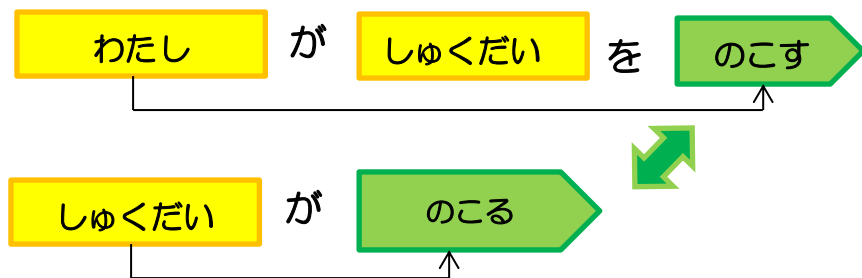 わたし が しゅくだい を のこす
しゅくだい が のこる